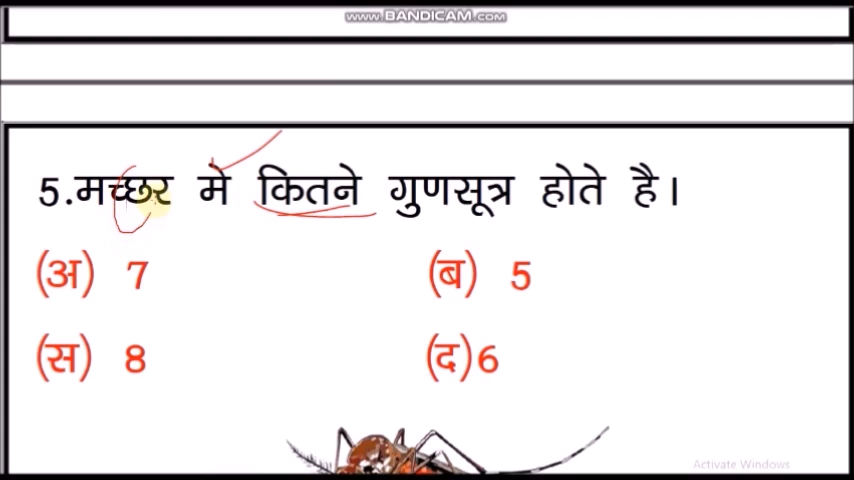 www.BANDICAM.com
5.मच्छर मे कितने गुणसूत्र होते है।
(अ) 7 (ब) 5
(स) 8 (द)6
Activate Windows